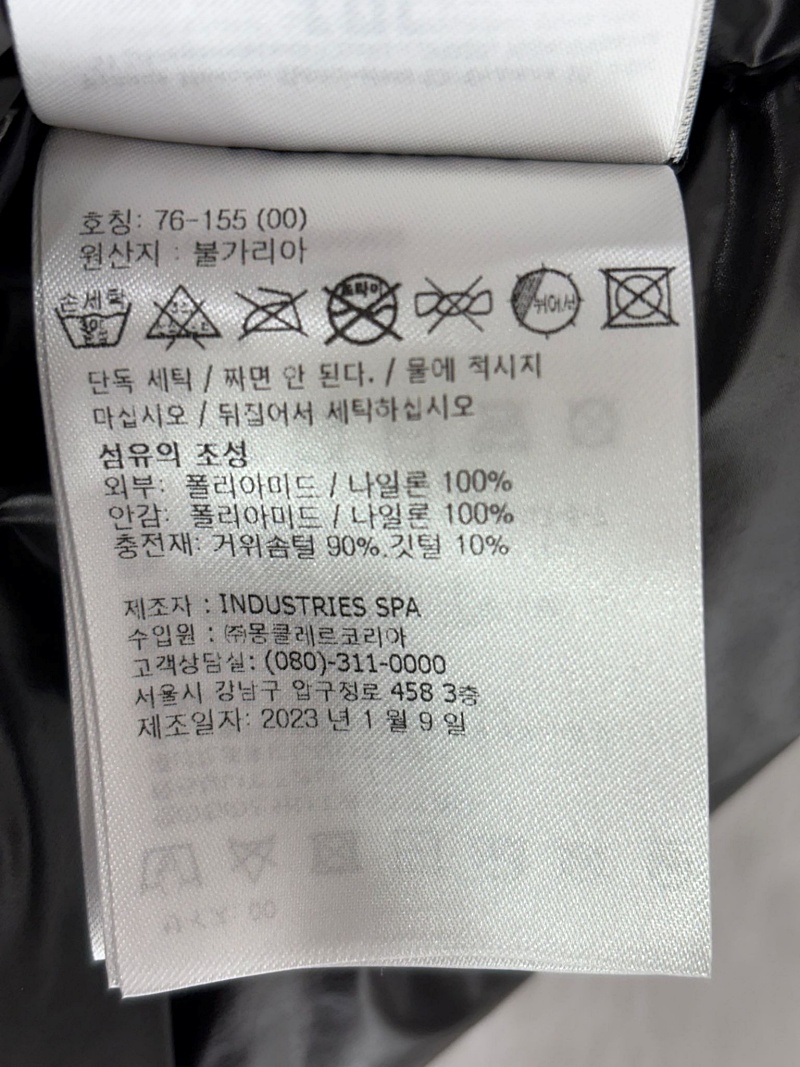 호칭: 76-155 (00)
원산지 : 불가리아
손세탁 드라이 뉘어서
단독 세탁 / 짜면 안 된다. / 물에 적시지
마십시오 / 뒤집어서 세탁하십시오
섬유의 조성
외부: 폴리아미드 / 나일론 100%
안감: 폴리아미드 / 나일론 100%
충전재: 거위솜털 90%.깃털 10%
제조자 : INDUSTRIES SPA
수입원 : ㈜몽클레르코리아
고객상담실: (080)-311-0000
서울시 강남구 압구정로 458 3층
제조일자: 2023 년 1 월 9 일